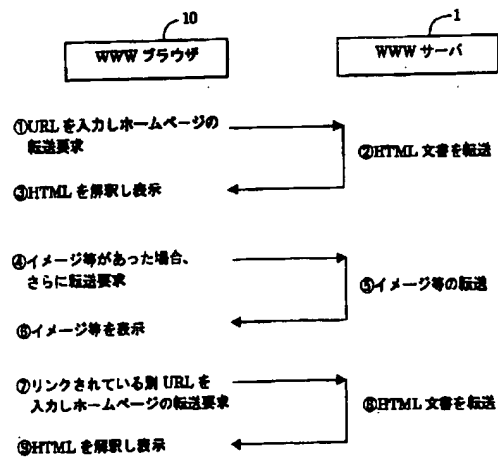 10
1
WWW ブラウザ
WWW サーバ
①URL を入力しホームページの
転送要求
②HTML 文書を転送
③HTML を解釈し表示
④イメージ等があった場合、
さらに転送要求
⑤イメージ等の転送
⑥イメージ等を表示
⑦リンクされている別 URL を
入力しホームページの転送要求
⑧HTML 文書を転送
⑨HTML を解釈し表示